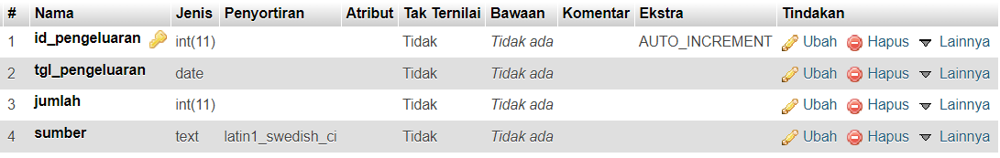 # Nama Jenis Penyortiran Atribut Tak Ternilai Bawaan Komentar Ekstra Tindakan
1 id_pengeluaran int(11) Tidak Tidak ada AUTO_INCREMENT Ubah Hapus Lainnya
2 tgl_pengeluaran date Tidak Tidak ada Ubah Hapus Lainnya
3 jumlah int(11) Tidak Tidak ada Ubah Hapus Lainnya
4 sumber text latin1_swedish_ci Tidak Tidak ada Ubah Hapus Lainnya